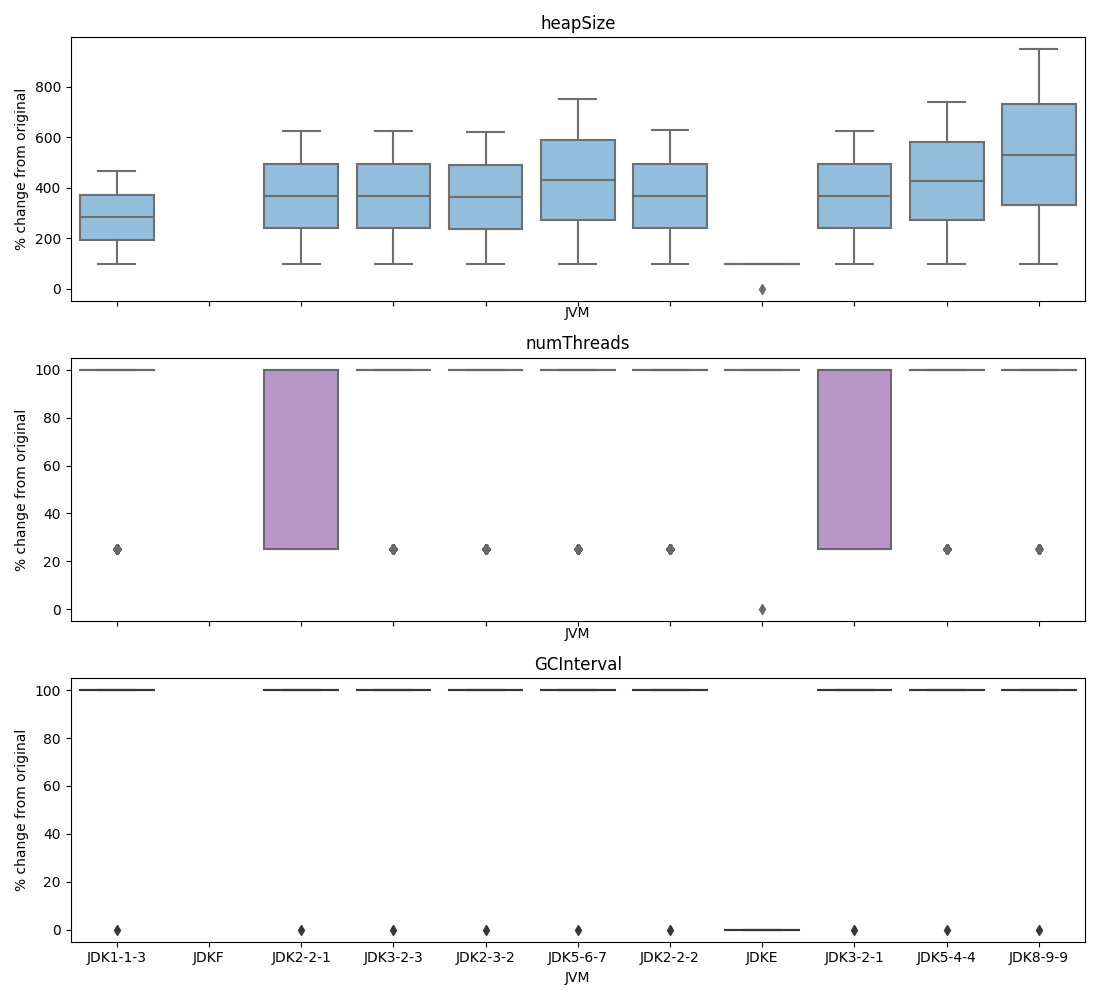 heapSize
% change from original
800
600
400
200
0
JVM
numThreads
% change from original
100
80
60
40
20
0
JVM
GCInterval
% change from original
100
80
60
40
20
0
JDK1-1-3 JDKF JDK2-2-1 JDK3-2-3 JDK2-3-2 JDK5-6-7 JDK2-2-2 JDKE JDK3-2-1 JDK5-4-4 JDK8-9-9
JVM